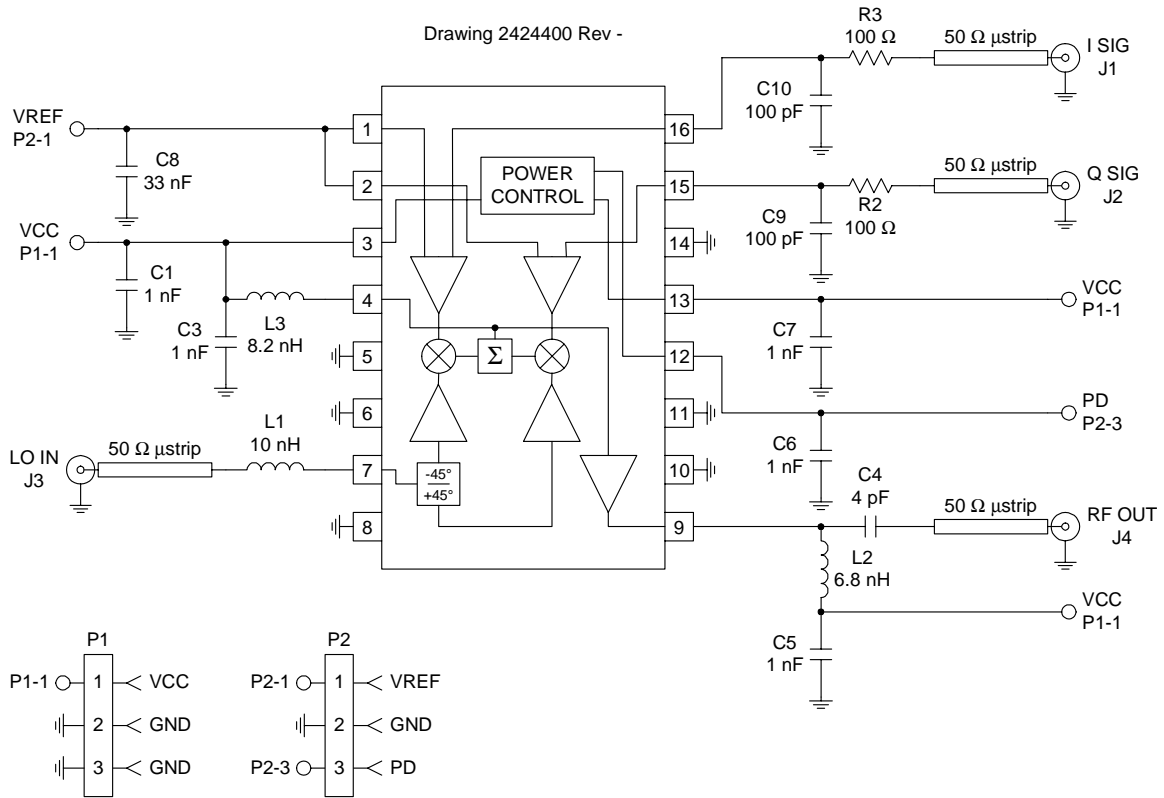 Drawing 2424400 Rev -
R3
100 Ω
50 Ω μstrip
I SIG
J1
C10
100 pF
VREF
P2-1
C8
33 nF
1
16
2
POWER
CONTROL
15
R2
100 Ω
50 Ω μstrip
Q SIG
J2
C9
100 pF
VCC
P1-1
C1
1 nF
3
14
4
13
VCC
P1-1
C3
1 nF
L3
8.2 nH
C7
1 nF
5
Σ
12
6
11
PD
P2-3
C6
1 nF
LO IN
J3
50 Ω μstrip
L1
10 nH
7
-45°
+45°
10
8
9
C4
4 pF
50 Ω μstrip
RF OUT
J4
L2
6.8 nH
VCC
P1-1
C5
1 nF
P1
P1-1
1
VCC
2
GND
3
GND
P2
P2-1
1
VREF
2
GND
P2-3
3
PD